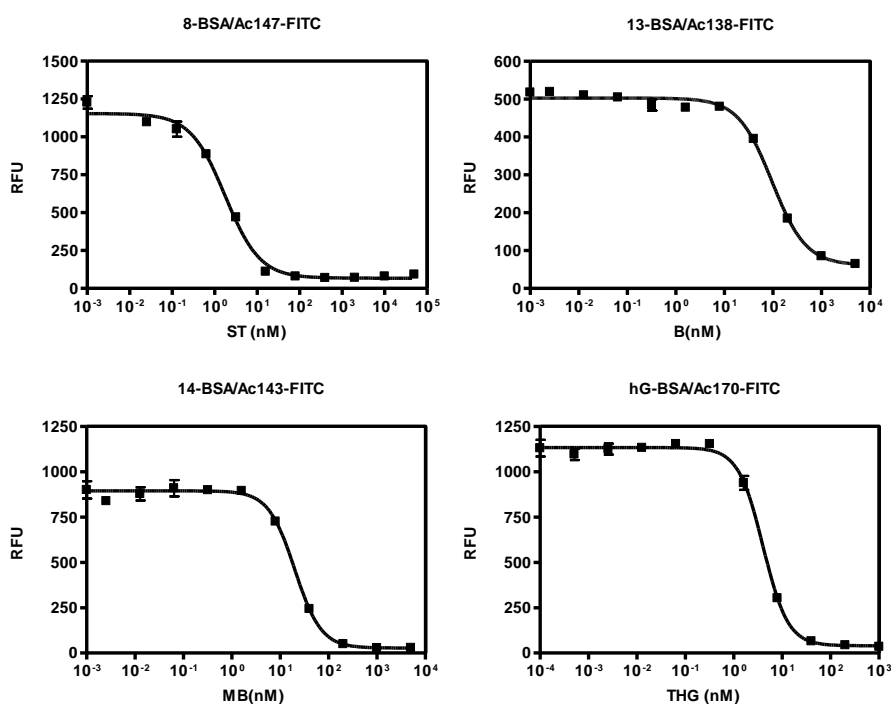 8-BSA/Ac147-FITC
1500
1250
1000
750
500
250
0
RFU
10-3 10-2 10-1 100 101 102 103 104 105
ST (nM)
13-BSA/Ac138-FITC
600
500
400
300
200
100
0
RFU
10-3 10-2 10-1 100 101 102 103 104
B(nM)
14-BSA/Ac143-FITC
1250
1000
750
500
250
0
RFU
10-3 10-2 10-1 100 101 102 103 104
MB(nM)
hG-BSA/Ac170-FITC
1250
1000
750
500
250
0
RFU
10-4 10-3 10-2 10-1 100 101 102 103
THG (nM)